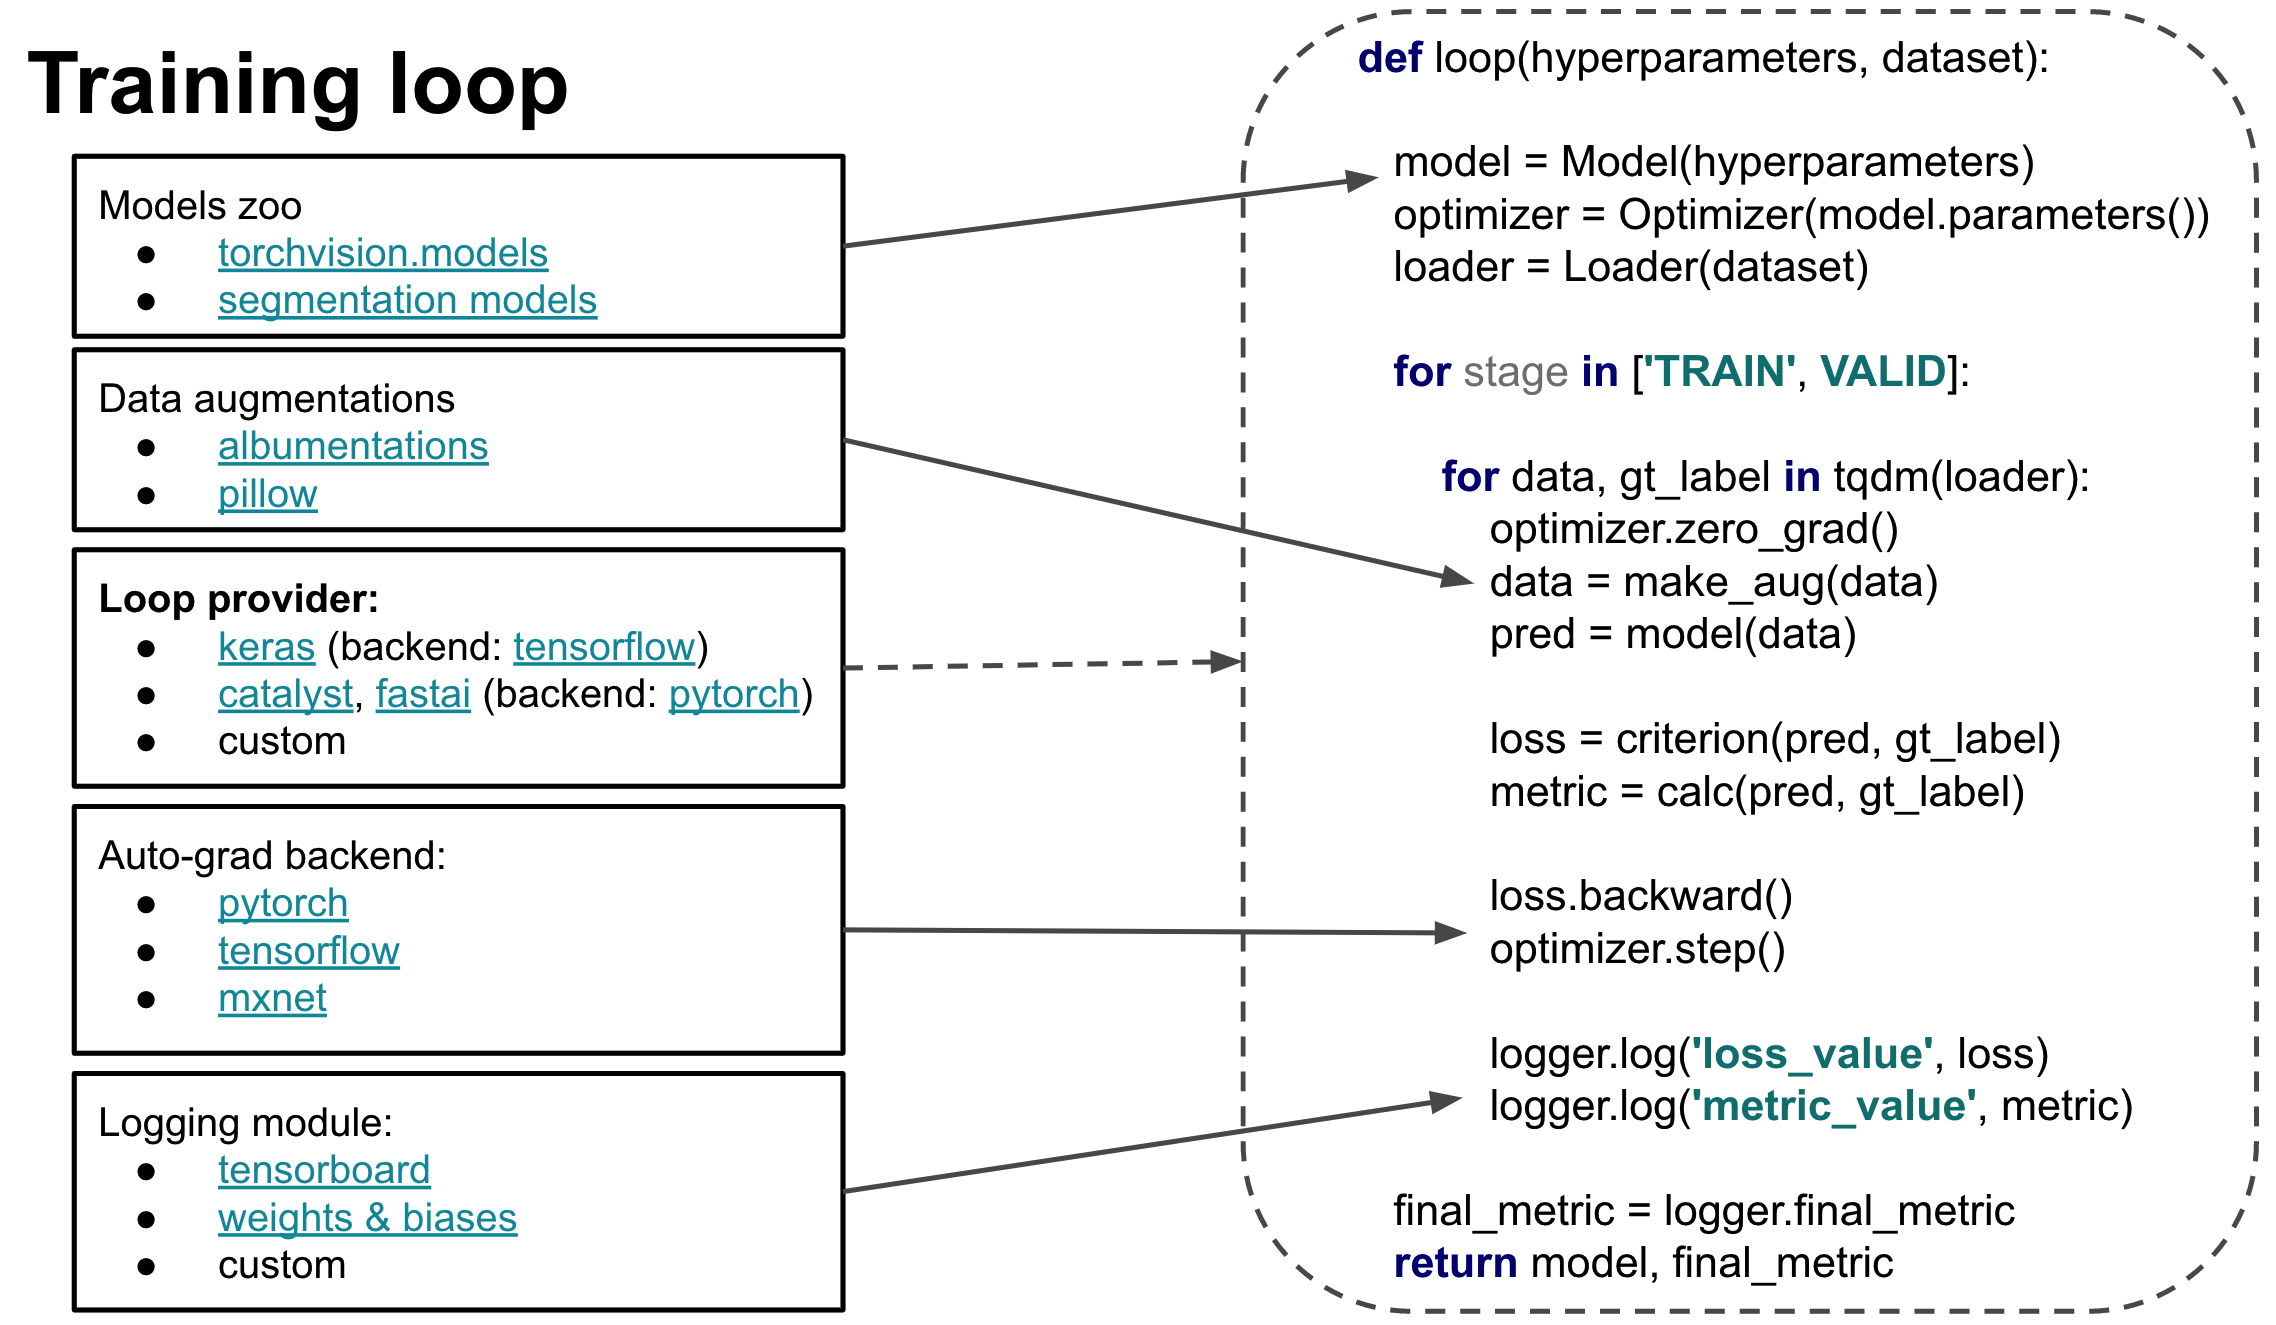 Training loop
Models zoo
● torchvision.models
● segmentation models
Data augmentations
● albumentations
● pillow
Loop provider:
● keras (backend: tensorflow)
● catalyst, fastai (backend: pytorch)
● custom
Auto-grad backend:
● pytorch
● tensorflow
● mxnet
Logging module:
● tensorboard
● weights & biases
● custom
def loop(hyperparameters, dataset):
model = Model(hyperparameters)
optimizer = Optimizer(model.parameters())
loader = Loader(dataset)
for stage in ['TRAIN', VALID]:
for data, gt_label in tqdm(loader):
optimizer.zero_grad()
data = make_aug(data)
pred = model(data)
loss = criterion(pred, gt_label)
metric = calc(pred, gt_label)
loss.backward()
optimizer.step()
logger.log('loss_value', loss)
logger.log('metric_value', metric)
final_metric = logger.final_metric
return model, final_metric